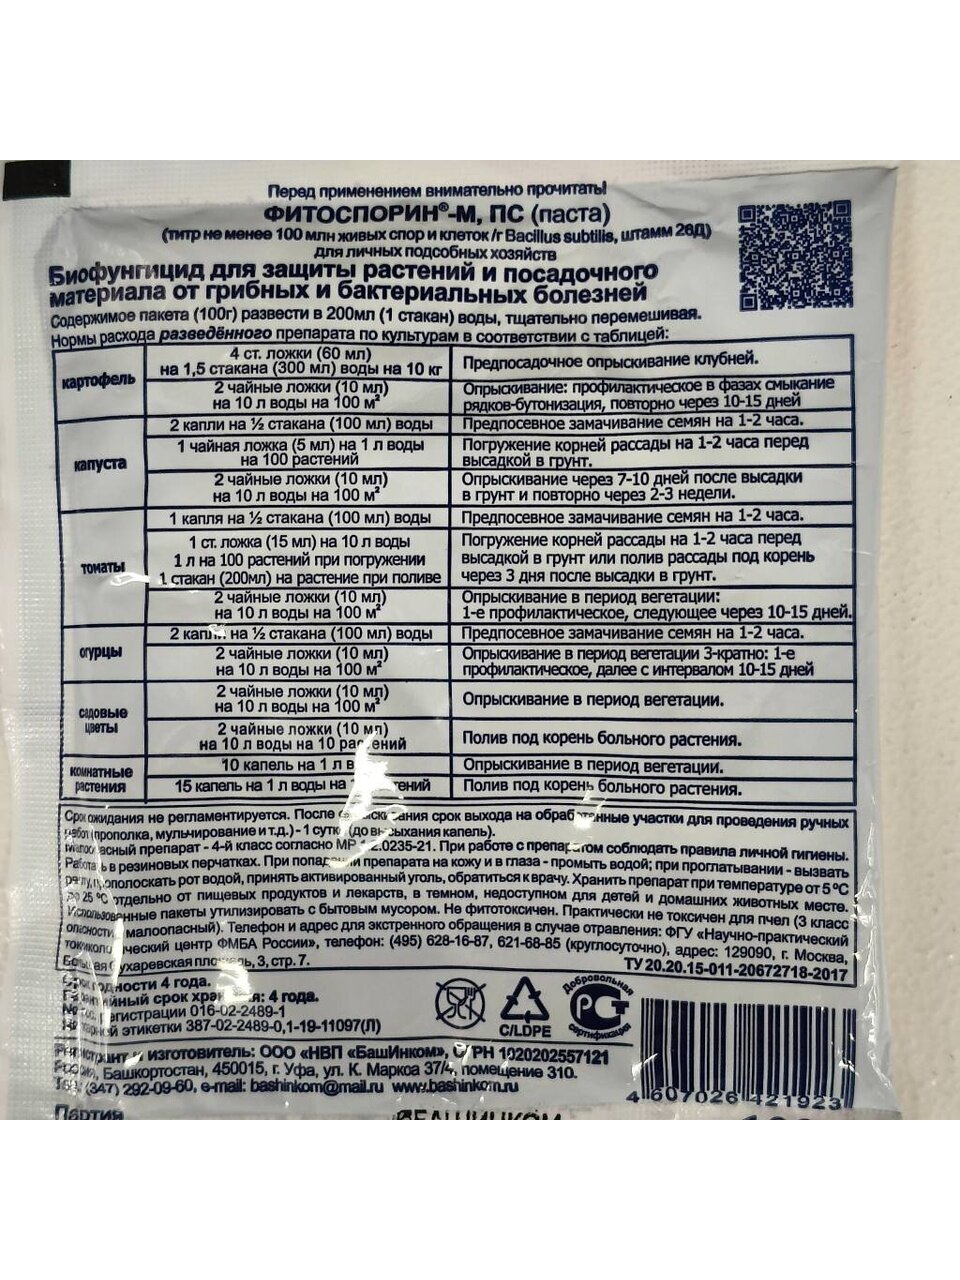 Перед применением внимательно прочитать!
ФИТОСПОРИН®-М, ПС (паста)
(титр не менее 100 млн живых спор и клеток/г Bacillus subtilis, штамм 26Д)
для личных подсобных хозяйств
Биофунгицид для защиты растений и посадочного
материала от грибных и бактериальных болезней
Содержимое пакета (100г) развести в 200мл (1 стакан) воды, тщательно перемешивая.
Нормы расхода разведённого препарата по культурам в соответствии с таблицей:
картофель
4 ст. ложки (60 мл)
на 1,5 стакана (300 мл) воды на 10 кг
Предпосадочное опрыскивание клубней.
2 чайные ложки (10 мл)
на 10 л воды на 100 м²
Опрыскивание: профилактическое в фазах смыкание
рядков-бутонизация, повторно через 10-15 дней
капуста
2 капли на ½ стакана (100 мл) воды
Предпосевное замачивание семян на 1-2 часа.
1 чайная ложка (5 мл) на 1 л воды
на 100 растений
Погружение корней рассады на 1-2 часа перед
высадкой в грунт.
2 чайные ложки (10 мл)
на 10 л воды на 100 м²
Опрыскивание через 7-10 дней после высадки
в грунт и повторно через 2-3 недели.
томаты
1 капля на ½ стакана (100 мл) воды
Предпосевное замачивание семян на 1-2 часа.
1 ст. ложка (15 мл) на 10 л воды
1 л на 100 растений при погружении
1 стакан (200мл) на растение при поливе
Погружение корней рассады на 1-2 часа перед
высадкой в грунт или полив рассады под корень
через 3 дня после высадки в грунт.
2 чайные ложки (10 мл)
на 10 л воды на 100 м²
Опрыскивание в период вегетации:
1-е профилактическое, следующее через 10-15 дней.
огурцы
2 капли на ½ стакана (100 мл) воды
Предпосевное замачивание семян на 1-2 часа.
2 чайные ложки (10 мл)
на 10 л воды на 100 м²
Опрыскивание в период вегетации 3-кратно: 1-е
профилактическое, далее с интервалом 10-15 дней
садовые
цветы
2 чайные ложки (10 мл)
на 10 л воды на 100 м²
Опрыскивание в период вегетации.
2 чайные ложки (10 мл)
на 10 л воды на 10 растений
Полив под корень больного растения.
комнатные
растения
10 капель на 1 л
Опрыскивание в период вегетации.
15 капель на 1 л воды на
Полив под корень больного растения.
Срок ожидания не регламентируется. После опрыскивания срок выхода на обработанные участки для проведения ручных
работ (прополка, мульчирование и т.д.) - 1 сутки (до высыхания капель).
Малоопасный препарат - 4-й класс согласно МР 0235-21. При работе с препаратом соблюдать правила личной гигиены.
Работать в резиновых перчатках. При попадании препарата на кожу и в глаза - промыть водой; при проглатывании - вызвать
рвоту, прополоскать рот водой, принять активированный уголь, обратиться к врачу. Хранить препарат при температуре от 5°С
до 25°С отдельно от пищевых продуктов и лекарств, в темном, недоступном для детей и домашних животных месте.
Использованные пакеты утилизировать с бытовым мусором. Не фитотоксичен. Практически не токсичен для пчел (3 класс
опасности, малоопасный). Телефон и адрес для экстренного обращения в случае отравления: ФГУ «Научно-практический
токсикологический центр ФМБА России», телефон: (495) 628-16-87, 621-68-85 (круглосуточно), адрес: 129090, г. Москва,
Большая Сухаревская площадь, 3, стр. 7.
ТУ 20.20.15-011-20672718-2017
Срок годности 4 года.
Гарантийный срок хранения: 4 года.
регистрации 016-02-2489-1
этикетки 387-02-2489-0,1-19-11097(Л)
C/LDPE
Добровольная
РСТ
сертификация
Регистрант и изготовитель: ООО «НВП «БашИнком», ОГРН 1020202557121
Россия, Башкортостан, 450015, г. Уфа, ул. К. Маркса 37/4, помещение 310.
Тел: (347) 292-09-60, e-mail: bashinkom@mail.ru www.bashinkom.ru
4 607026 421923
Партия